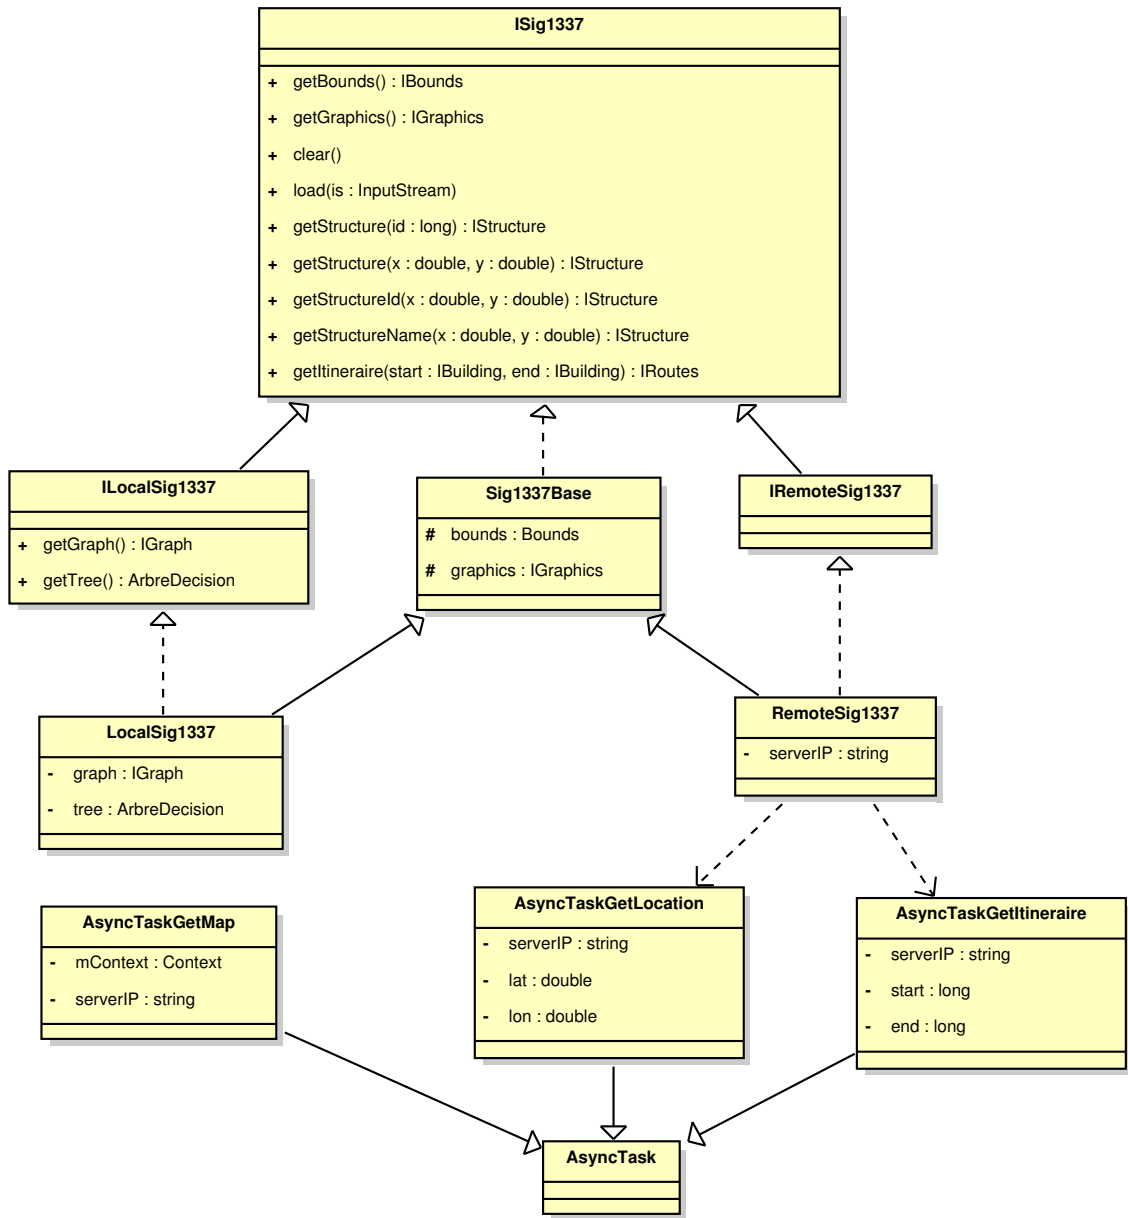 ISig1337
+ getBounds() : IBounds
+ getGraphics() : IGraphics
+ clear()
+ load(is : InputStream)
+ getStructure(id : long) : IStructure
+ getStructure(x : double, y : double) : IStructure
+ getStructureId(x : double, y : double) : IStructure
+ getStructureName(x : double, y : double) : IStructure
+ getItineraire(start : IBuilding, end : IBuilding) : IRoutes
ILocalSig1337
+ getGraph() : IGraph
+ getTree() : ArbreDecision
Sig1337Base
# bounds : Bounds
# graphics : IGraphics
IRemoteSig1337
LocalSig1337
- graph : IGraph
- tree : ArbreDecision
RemoteSig1337
- serverIP : string
AsyncTaskGetMap
- mContext : Context
- serverIP : string
AsyncTaskGetLocation
- serverIP : string
- lat : double
- lon : double
AsyncTaskGetItineraire
- serverIP : string
- start : long
- end : long
AsyncTask